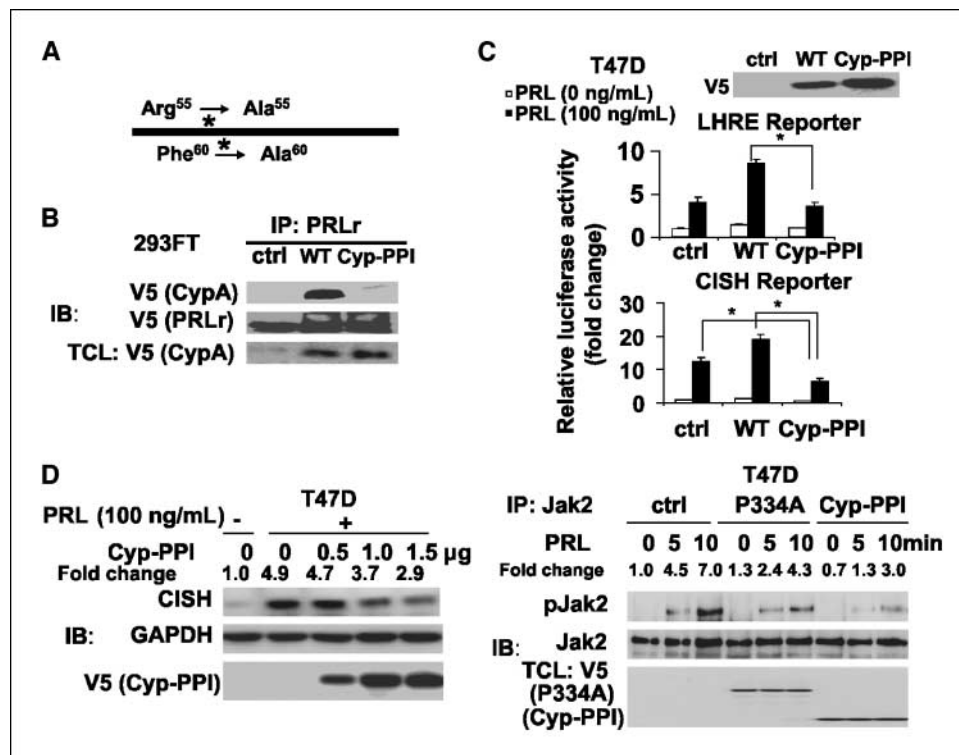 A
Arg55 → Ala55
*
*
Phe60 → Ala60
B
IP: PRLr
293FT
ctrl WT Cyp-PPI
V5 (CypA)
IB: V5 (PRLr)
TCL: V5 (CypA)
C
T47D
ctrl WT Cyp-PPI
V5
PRL (0 ng/mL)
PRL (100 ng/mL)
LHRE Reporter
Relative luciferase activity
(fold change)
10
5
0
*
ctrl WT Cyp-PPI
CISH Reporter
30
20
10
0
* *
ctrl WT Cyp-PPI
D
T47D
PRL (100 ng/mL) - +
Cyp-PPI 0 0 0.5 1.0 1.5 µg
Fold change 1.0 4.9 4.7 3.7 2.9
CISH
IB: GAPDH
V5 (Cyp-PPI)
T47D
IP: Jak2 ctrl P334A Cyp-PPI
PRL 0 5 10 0 5 10 0 5 10min
Fold change 1.0 4.5 7.0 1.3 2.4 4.3 0.7 1.3 3.0
pJak2
IB: Jak2
TCL: V5
(P334A)
(Cyp-PPI)